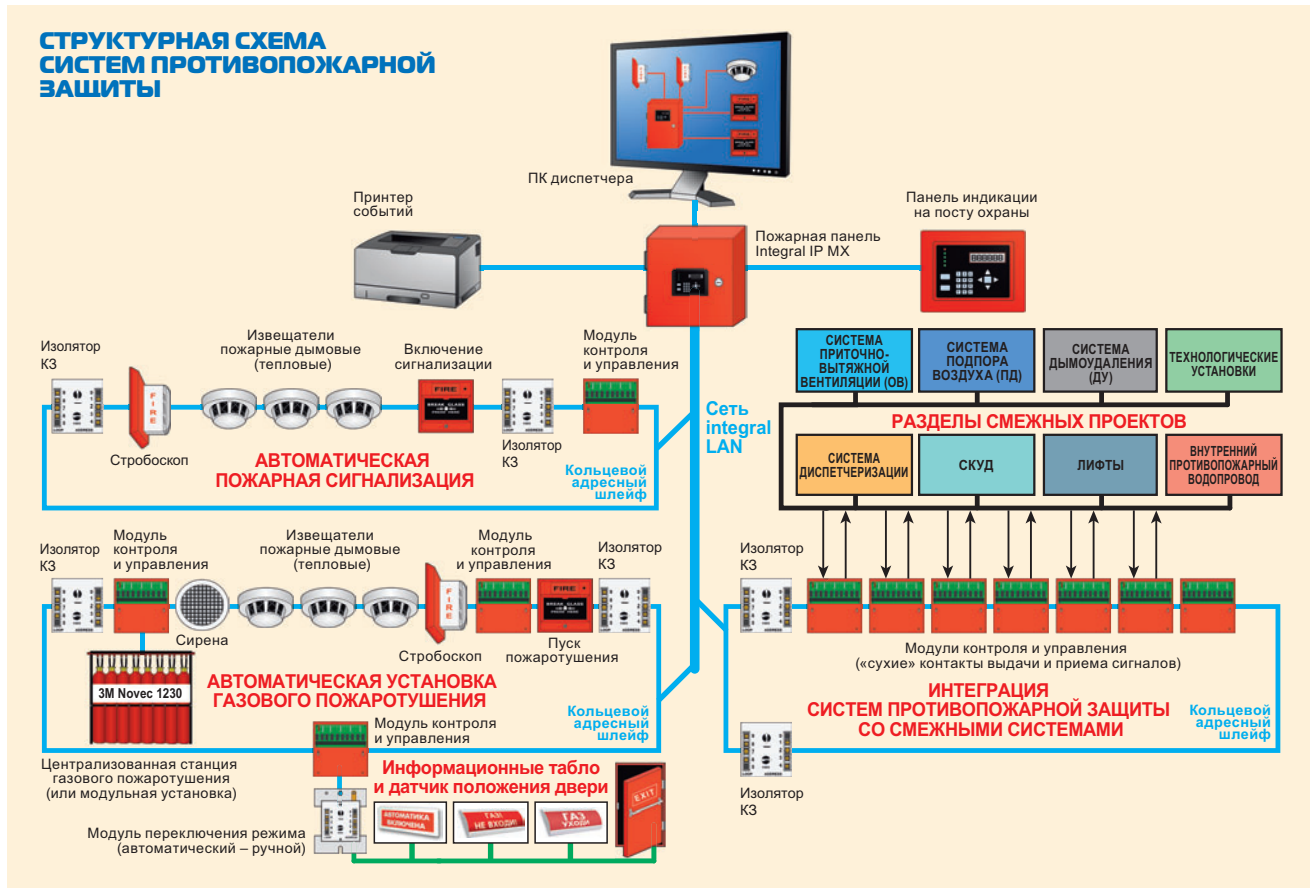 СТРУКТУРНАЯ СХЕМА
СИСТЕМ ПРОТИВОПОЖАРНОЙ
ЗАЩИТЫ
ПК диспетчера
Принтер
событий
Пожарная панель
Integral IP MX
Панель индикации
на посту охраны
Изолятор
КЗ
Извещатели
пожарные дымовые
(тепловые)
Включение
сигнализации
Модуль
контроля
и управления
FIRE
FIRE
BREAK GLASS
Стробоскоп
Изолятор
КЗ
АВТОМАТИЧЕСКАЯ
ПОЖАРНАЯ СИГНАЛИЗАЦИЯ
Кольцевой
адресный
шлейф
Сеть
integral
LAN
СИСТЕМА
ПРИТОЧНО-
ВЫТЯЖНОЙ
ВЕНТИЛЯЦИИ (ОВ)
СИСТЕМА
ПОДПОРА
ВОЗДУХА (ПД)
СИСТЕМА
ДЫМОУДАЛЕНИЯ (ДУ)
ТЕХНОЛОГИЧЕСКИЕ
УСТАНОВКИ
РАЗДЕЛЫ СМЕЖНЫХ ПРОЕКТОВ
СИСТЕМА
ДИСПЕТЧЕРИЗАЦИИ
СКУД
ЛИФТЫ
ВНУТРЕННИЙ
ПРОТИВОПОЖАРНЫЙ
ВОДОПРОВОД
Изолятор
КЗ
Модуль
контроля
и управления
Извещатели
пожарные дымовые
(тепловые)
Модуль
контроля
и управления
Изолятор
КЗ
FIRE
FIRE
BREAK GLASS
Сирена
Стробоскоп
Пуск
пожаротушения
3M Novec 1230
АВТОМАТИЧЕСКАЯ УСТАНОВКА
ГАЗОВОГО ПОЖАРОТУШЕНИЯ
Кольцевой
адресный
шлейф
Централизованная станция
газового пожаротушения
(или модульная установка)
Модуль контроля
и управления
Информационные табло
и датчик положения двери
АВТОМАТИКА
ВКЛЮЧЕНА
ГАЗ!
НЕ ВХОДИ!
ГАЗ
УХОДИ
EXIT
Модуль переключения режима
(автоматический – ручной)
Изолятор
КЗ
Модули контроля и управления
(«сухие» контакты выдачи и приема сигналов)
ИНТЕГРАЦИЯ
СИСТЕМ ПРОТИВОПОЖАРНОЙ ЗАЩИТЫ
СО СМЕЖНЫМИ СИСТЕМАМИ
Кольцевой
адресный
шлейф
Изолятор
КЗ